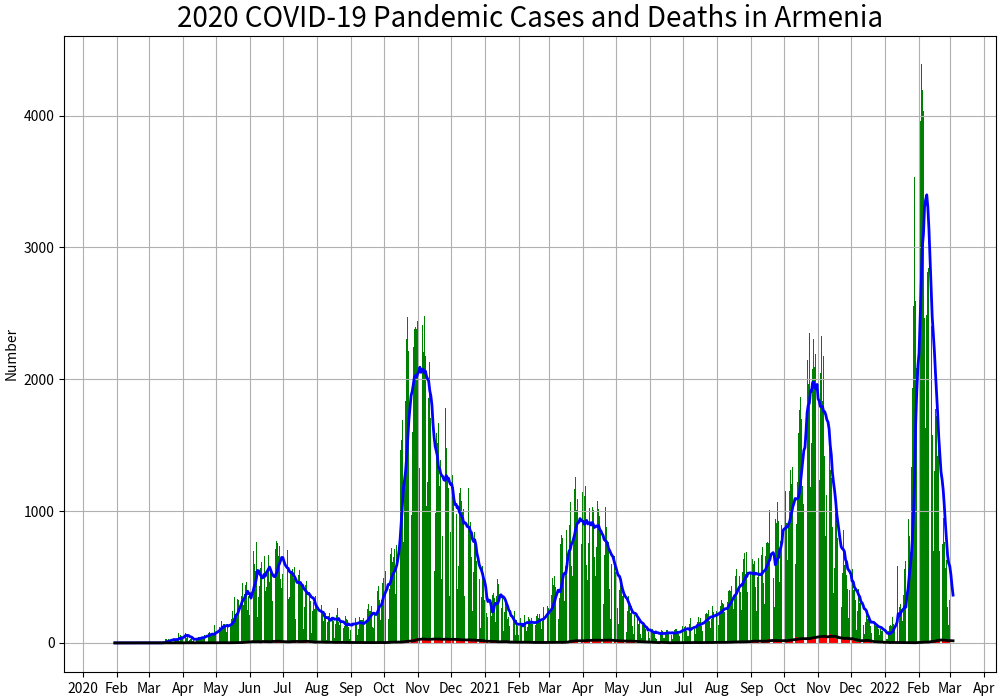 2020 COVID-19 Pandemic Cases and Deaths in Armenia
Number
4000
3000
2000
1000
0
2020 Feb Mar Apr May Jun Jul Aug Sep Oct Nov Dec 2021 Feb Mar Apr May Jun Jul Aug Sep Oct Nov Dec 2022 Feb Mar Apr